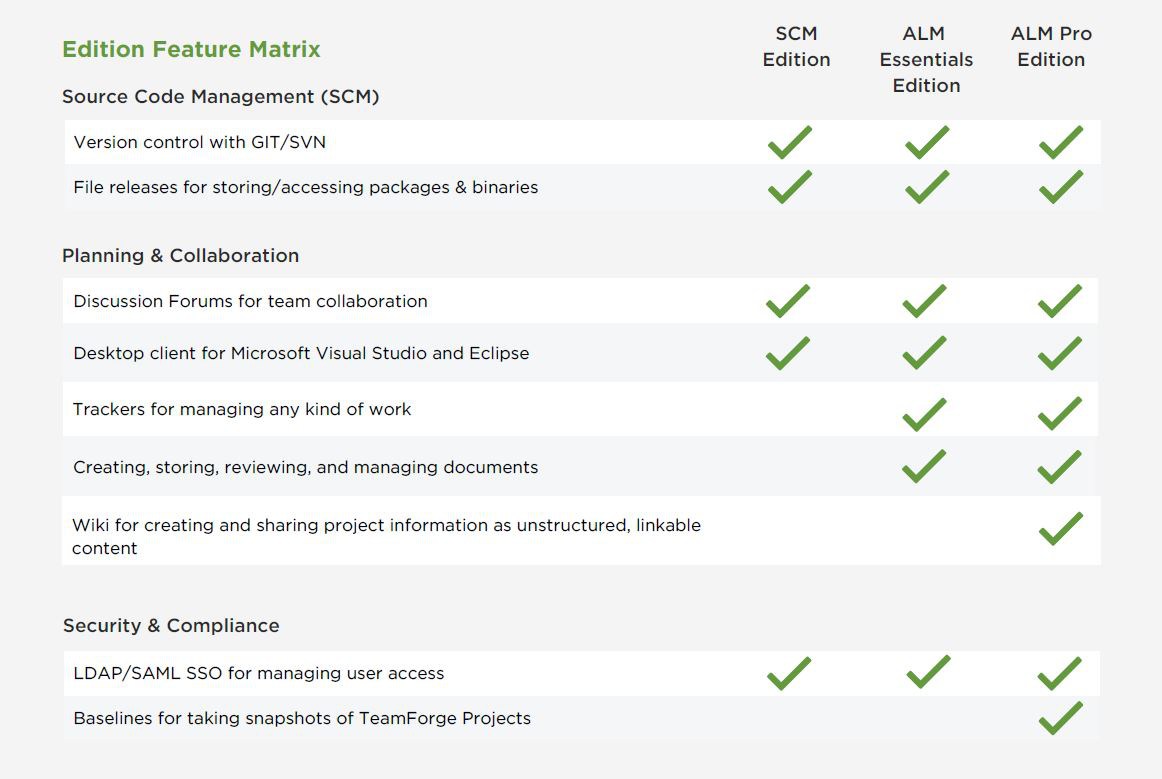 Edition Feature Matrix
SCM
Edition
ALM
Essentials
Edition
ALM Pro
Edition
Source Code Management (SCM)
Version control with GIT/SVN
File releases for storing/accessing packages & binaries
Planning & Collaboration
Discussion Forums for team collaboration
Desktop client for Microsoft Visual Studio and Eclipse
Trackers for managing any kind of work
Creating, storing, reviewing, and managing documents
Wiki for creating and sharing project information as unstructured, linkable
content
Security & Compliance
LDAP/SAML SSO for managing user access
Baselines for taking snapshots of TeamForge Projects